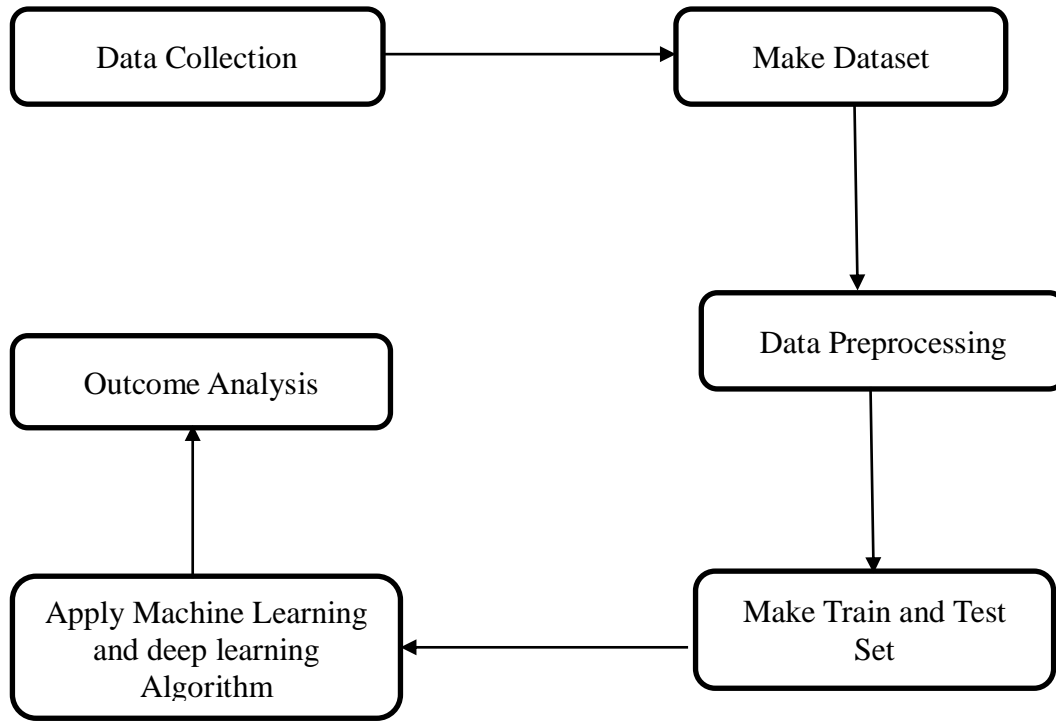 Data Collection
Make Dataset
Data Preprocessing
Outcome Analysis
Make Train and Test
Set
Apply Machine Learning
and deep learning
Algorithm